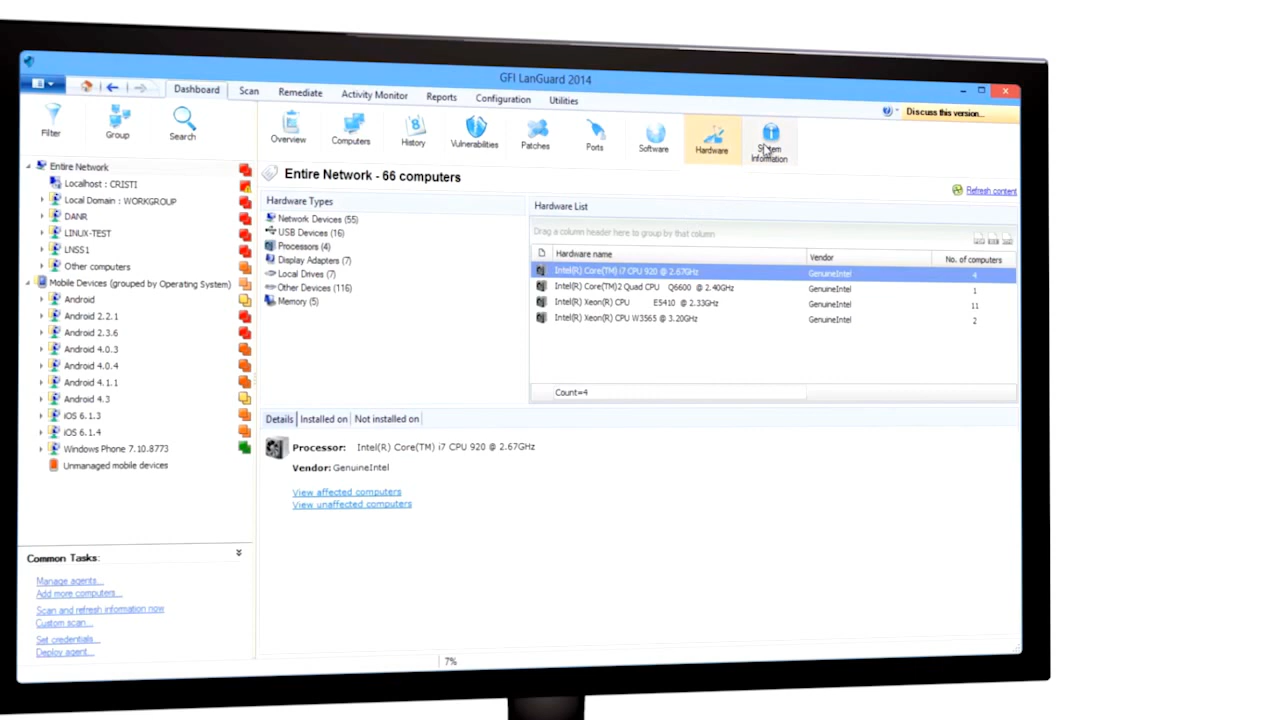 GFI LanGuard 2014
Dashboard Scan Remediate Activity Monitor Reports Configuration Utilities
Discuss this version...
Filter Group Search
Overview Computers History Vulnerabilities Patches Ports Software Hardware System Information
Entire Network - 66 computers
Refresh content
Entire Network
Localhost : CRISTI
Local Domain : WORKGROUP
DANR
LINUX-TEST
LNSS1
Other computers
Mobile Devices (grouped by Operating System)
Android
Android 2.2.1
Android 2.3.6
Android 4.0.3
Android 4.0.4
Android 4.1.1
Android 4.3
iOS 6.1.3
iOS 6.1.4
Windows Phone 7.10.8773
Unmanaged mobile devices
Common Tasks:
Manage agents...
Add more computers...
Scan and refresh information now
Custom scan...
Set credentials...
Deploy agent...
Hardware Types
Network Devices (55)
USB Devices (16)
Processors (4)
Display Adapters (7)
Local Drives (7)
Other Devices (116)
Memory (5)
Hardware List
Drag a column header here to group by that column
Hardware name Vendor No. of computers
Intel(R) Core(TM) i7 CPU 920 @ 2.67GHz GenuineIntel 4
Intel(R) Core(TM)2 Quad CPU Q6600 @ 2.40GHz GenuineIntel 1
Intel(R) Xeon(R) CPU E5410 @ 2.33GHz GenuineIntel 11
Intel(R) Xeon(R) CPU W3565 @ 3.20GHz GenuineIntel 2
Count=4
Details Installed on Not installed on
Processor: Intel(R) Core(TM) i7 CPU 920 @ 2.67GHz
Vendor: GenuineIntel
View affected computers
View unaffected computers
7%